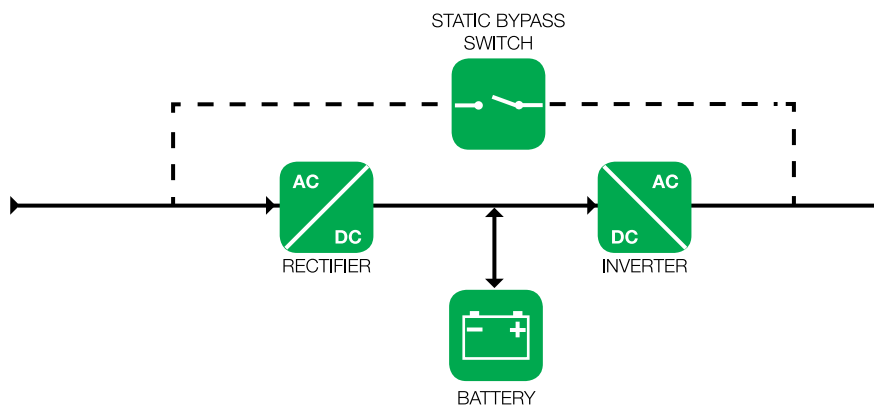 STATIC BYPASS
SWITCH
AC
DC
RECTIFIER
AC
DC
INVERTER
BATTERY